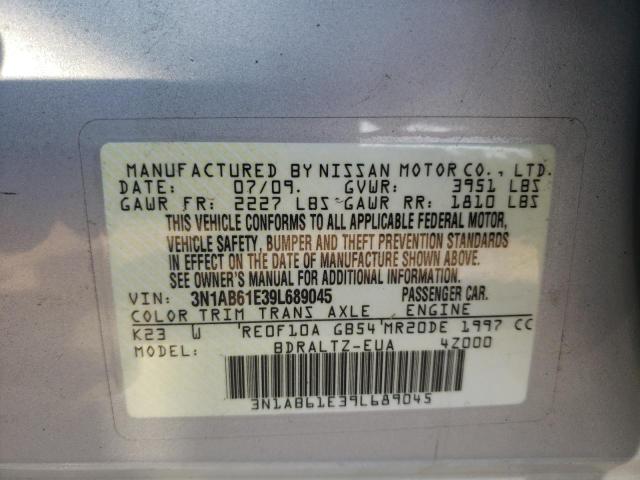 MANUFACTURED BY NISSAN MOTOR CO., LTD.
DATE: 07/09. GVWR: 3951 LBS
GAWR FR: 2227 LBS GAWR RR: 1810 LBS
THIS VEHICLE CONFORMS TO ALL APPLICABLE FEDERAL MOTOR,
VEHICLE SAFETY, BUMPER AND THEFT PREVENTION STANDARDS
IN EFFECT ON THE DATE OF MANUFACTURE SHOWN ABOVE.
SEE OWNER'S MANUAL FOR ADDITIONAL INFORMATION.
VIN: 3N1AB61E39L689045 PASSENGER CAR.
COLOR TRIM TRANS AXLE ENGINE
K23 W 'RE0F10A GB54'MR20DE 1997 CC
MODEL: BDRALTZ-EUA 4Z000
3N1AB61E39L689045